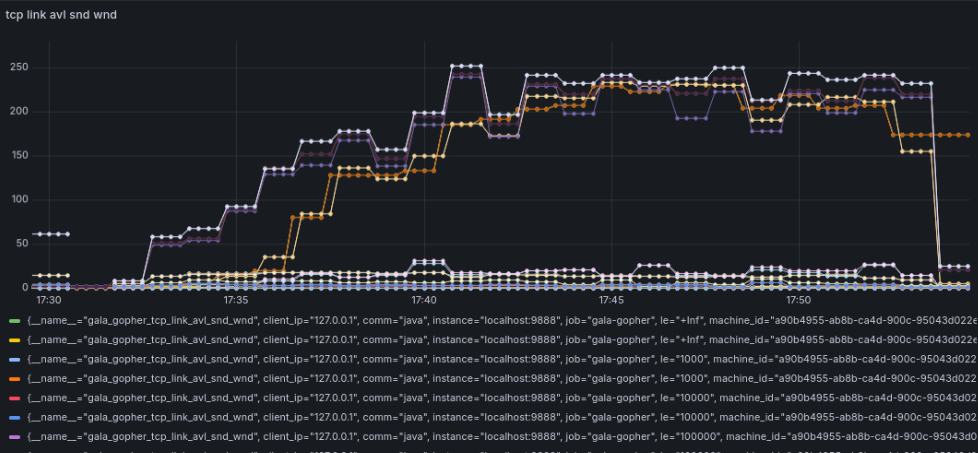 tcp link avl snd wnd
250
200
150
100
50
0
17:30 17:35 17:40 17:45 17:50
{__name__="gala_gopher_tcp_link_avl_snd_wnd", client_ip="127.0.0.1", comm="java", instance="localhost:9888", job="gala-gopher", le="+Inf", machine_id="a90b4955-ab8b-ca4d-900c-95043d022e
{__name__="gala_gopher_tcp_link_avl_snd_wnd", client_ip="127.0.0.1", comm="java", instance="localhost:9888", job="gala-gopher", le="+Inf", machine_id="a90b4955-ab8b-ca4d-900c-95043d022e
{__name__="gala_gopher_tcp_link_avl_snd_wnd", client_ip="127.0.0.1", comm="java", instance="localhost:9888", job="gala-gopher", le="1000", machine_id="a90b4955-ab8b-ca4d-900c-95043d022
{__name__="gala_gopher_tcp_link_avl_snd_wnd", client_ip="127.0.0.1", comm="java", instance="localhost:9888", job="gala-gopher", le="1000", machine_id="a90b4955-ab8b-ca4d-900c-95043d022
{__name__="gala_gopher_tcp_link_avl_snd_wnd", client_ip="127.0.0.1", comm="java", instance="localhost:9888", job="gala-gopher", le="10000", machine_id="a90b4955-ab8b-ca4d-900c-95043d02
{__name__="gala_gopher_tcp_link_avl_snd_wnd", client_ip="127.0.0.1", comm="java", instance="localhost:9888", job="gala-gopher", le="10000", machine_id="a90b4955-ab8b-ca4d-900c-95043d02
{__name__="gala_gopher_tcp_link_avl_snd_wnd", client_ip="127.0.0.1", comm="java", instance="localhost:9888", job="gala-gopher", le="100000", machine_id="a90b4955-ab8b-ca4d-900c-95043d0